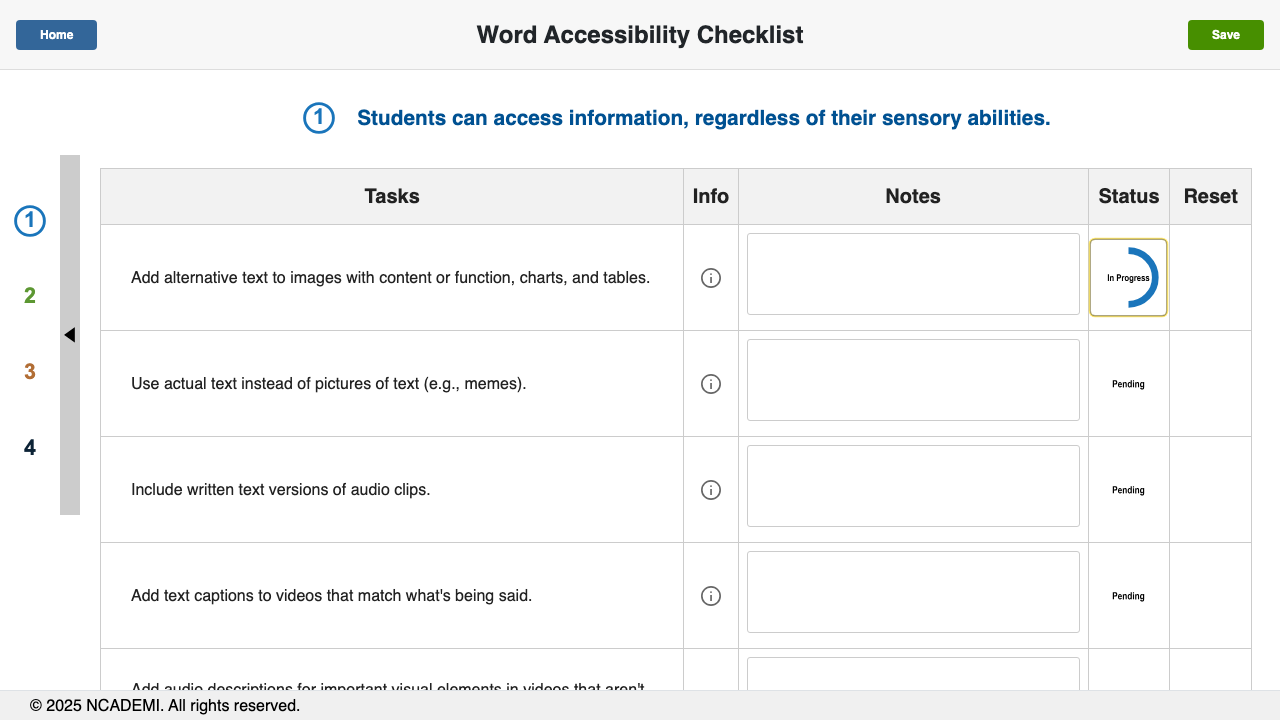 Home
Word Accessibility Checklist
Save
1 Students can access information, regardless of their sensory abilities.
1
2
3
4
Tasks Info Notes Status Reset
Add alternative text to images with content or function, charts, and tables.
In Progress
Use actual text instead of pictures of text (e.g., memes).
Pending
Include written text versions of audio clips.
Pending
Add text captions to videos that match what's being said.
Pending
Add audio descriptions for important visual elements in videos that aren't
© 2025 NCADEMI. All rights reserved.